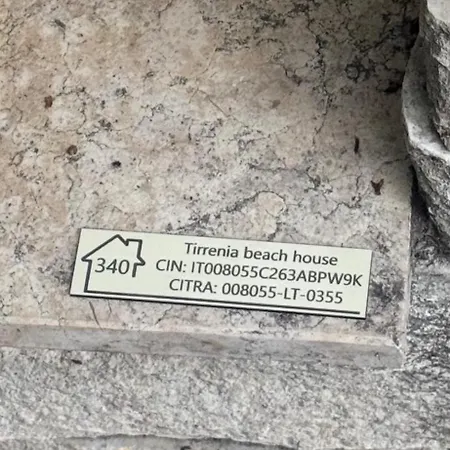 340
Tirrenia beach house
CIN: IT008055C263ABPW9K
CITRA: 008055-LT-0355